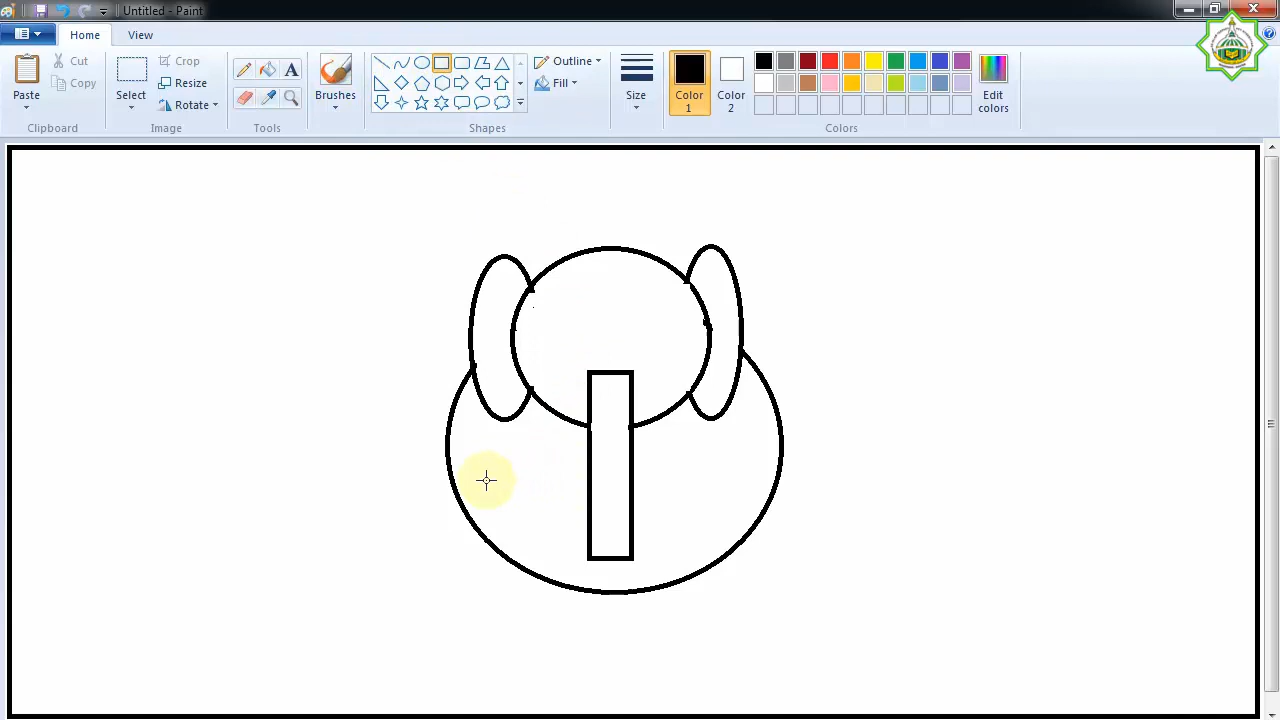 Untitled - Paint
Home
View
Paste
Cut
Copy
Clipboard
Select
Crop
Resize
Rotate
Image
A
Tools
Brushes
Shapes
Outline
Fill
Size
Color 1
Color 2
Edit colors
Colors